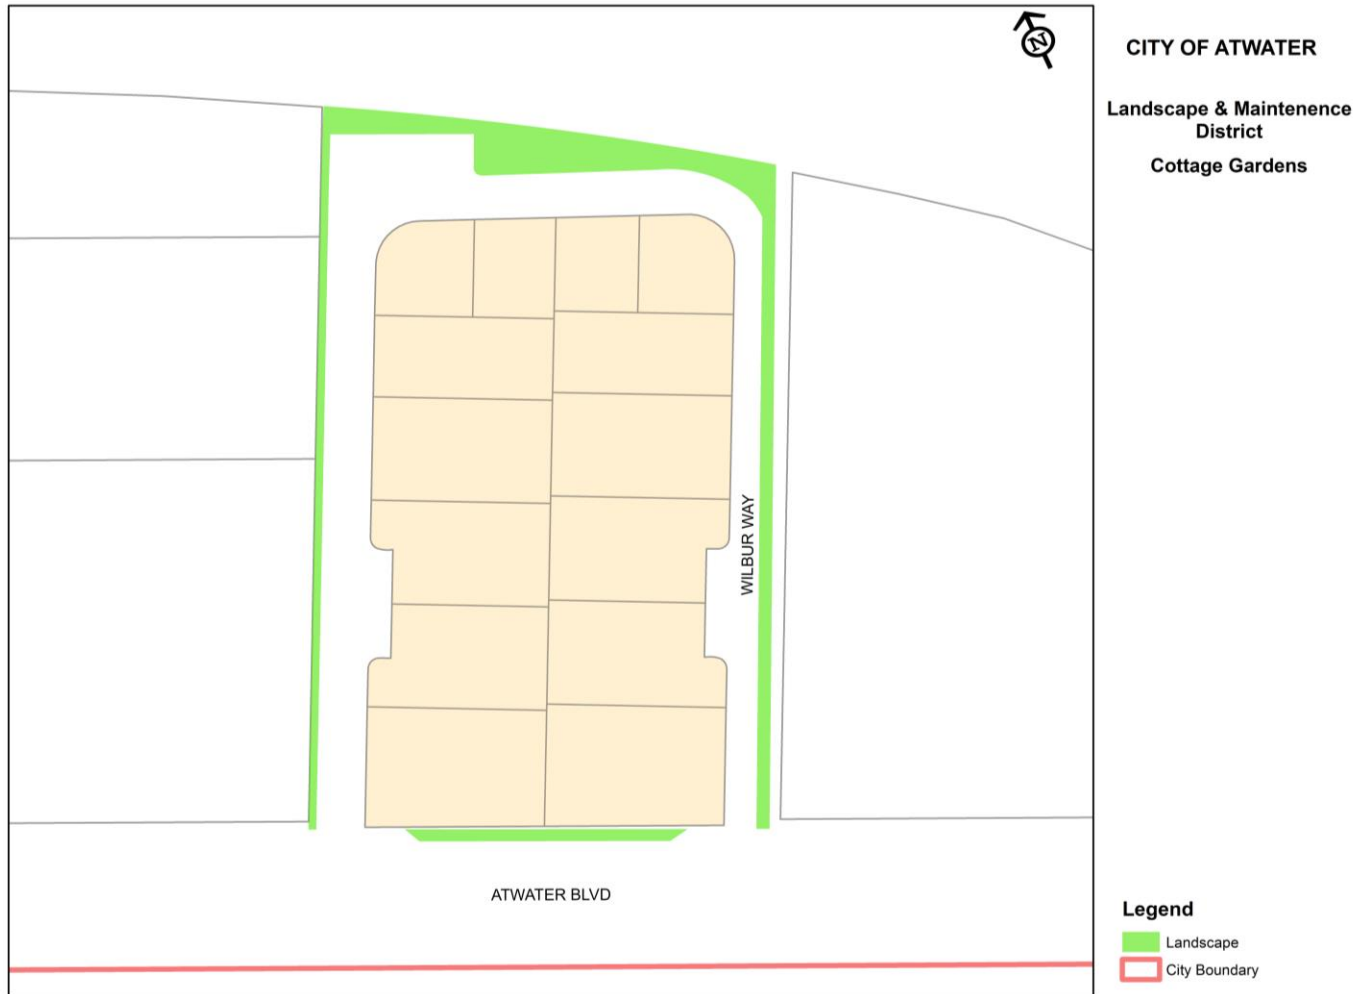 N
CITY OF ATWATER
Landscape & Maintenence
District
Cottage Gardens
WILBUR WAY
ATWATER BLVD
Legend
Landscape
City Boundary